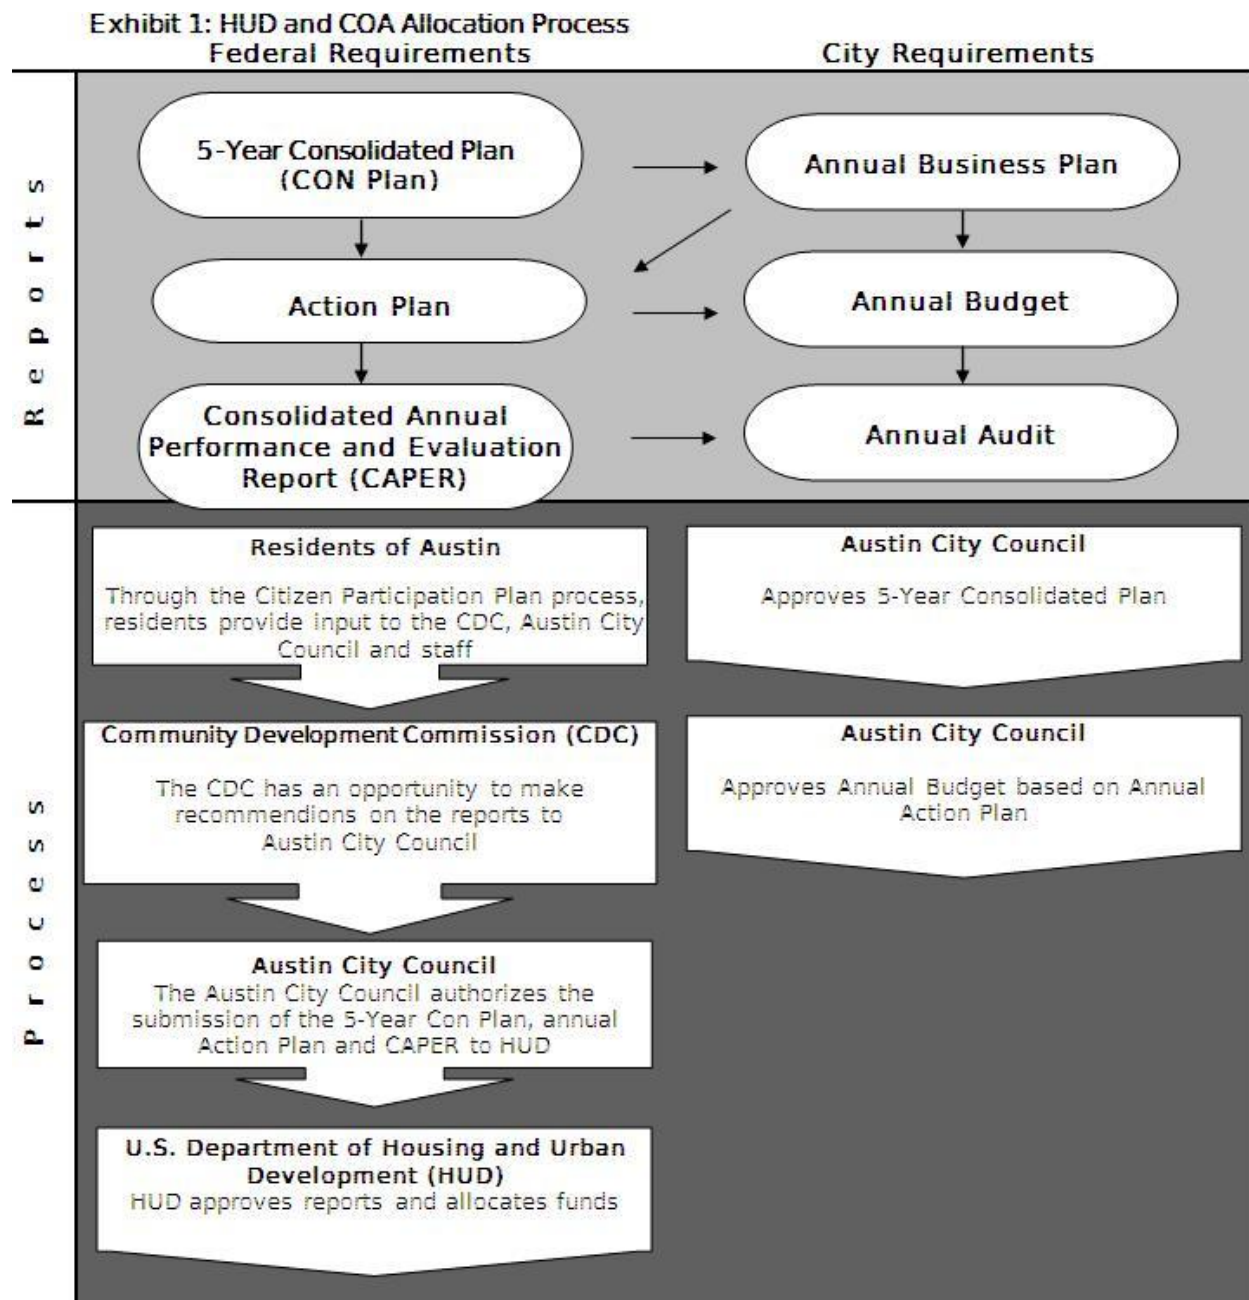 Exhibit 1: HUD and COA Allocation Process
Federal Requirements
City Requirements
Reports
5-Year Consolidated Plan
(CON Plan)
Annual Business Plan
Action Plan
Annual Budget
Consolidated Annual
Performance and Evaluation
Report (CAPER)
Annual Audit
Process
Residents of Austin
Through the Citizen Participation Plan process,
residents provide input to the CDC, Austin City
Council and staff
Community Development Commission (CDC)
The CDC has an opportunity to make
recommendions on the reports to
Austin City Council
Austin City Council
The Austin City Council authorizes the
submission of the 5-Year Con Plan, annual
Action Plan and CAPER to HUD
U.S. Department of Housing and Urban
Development (HUD)
HUD approves reports and allocates funds
Austin City Council
Approves 5-Year Consolidated Plan
Austin City Council
Approves Annual Budget based on Annual
Action Plan